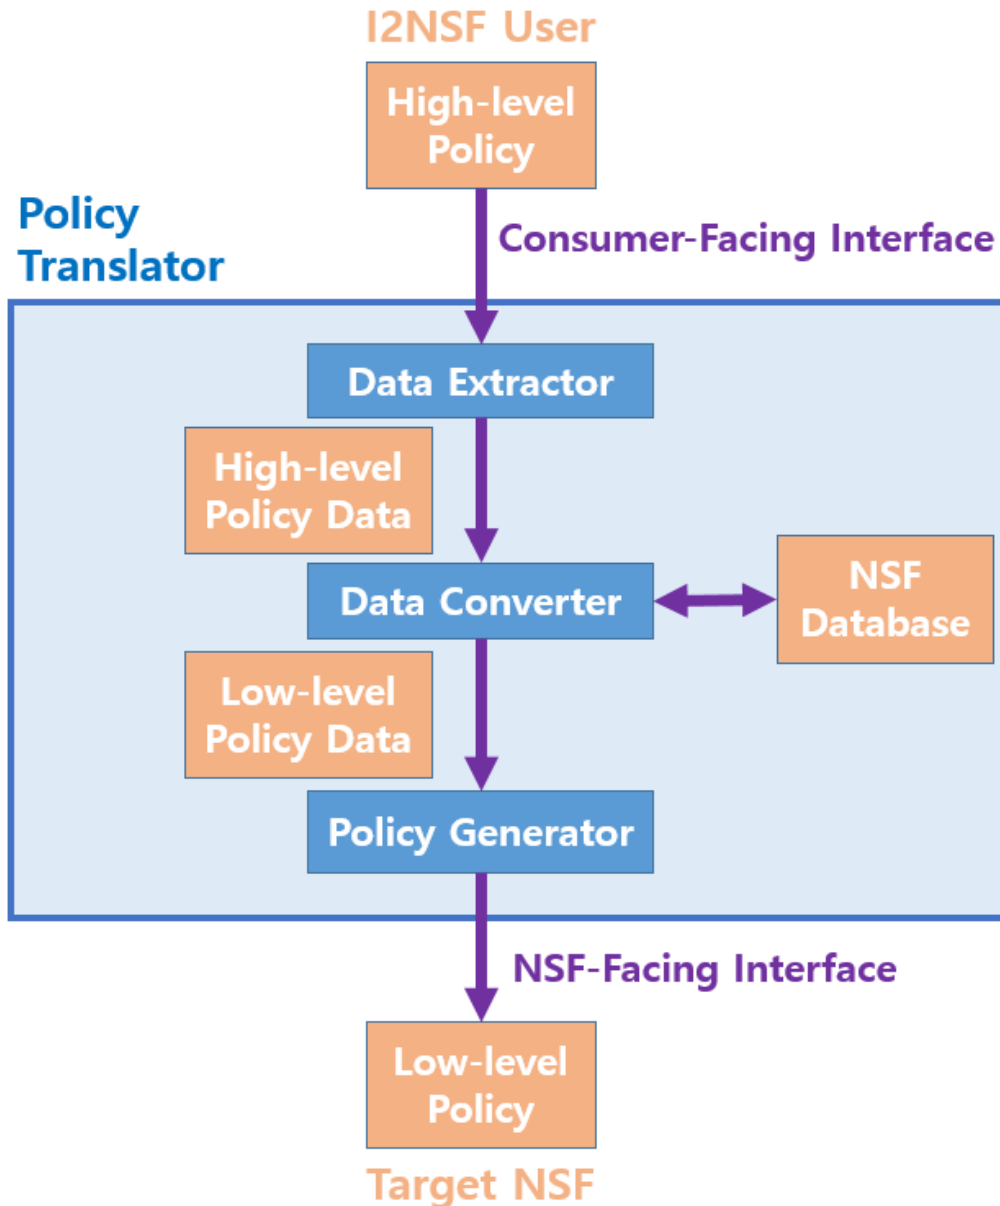 I2NSF User
High-level
Policy
Policy
Translator
Consumer-Facing Interface
Data Extractor
High-level
Policy Data
Data Converter
NSF
Database
Low-level
Policy Data
Policy Generator
NSF-Facing Interface
Low-level
Policy
Target NSF